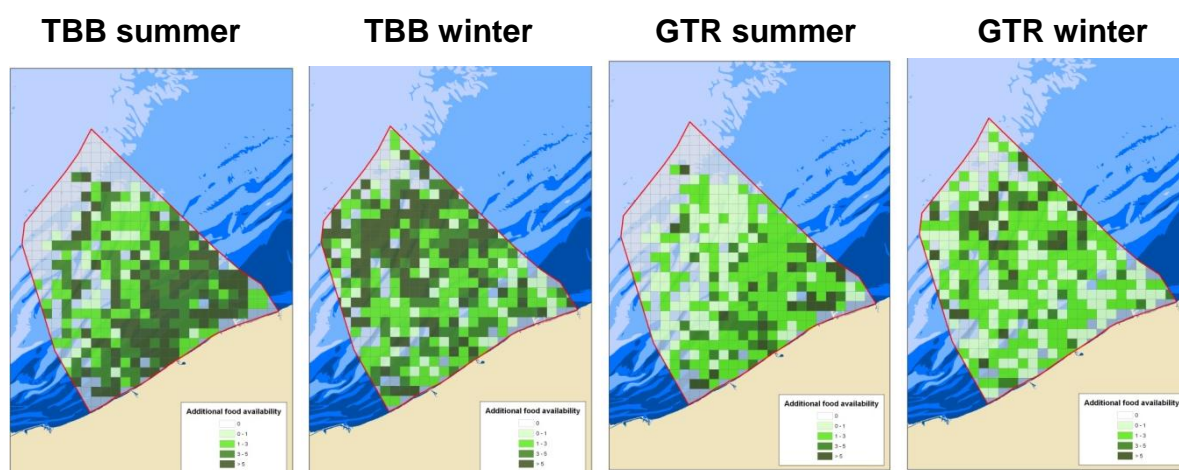 TBB summer
TBB winter
GTR summer
GTR winter
Additional food availability
0
0 - 1
1 - 3
3 - 5
> 5
Additional food availability
0
0 - 1
1 - 3
3 - 5
> 5
Additional food availability
0
0 - 1
1 - 3
3 - 5
> 5
Additional food availability
0
0 - 1
1 - 3
3 - 5
> 5